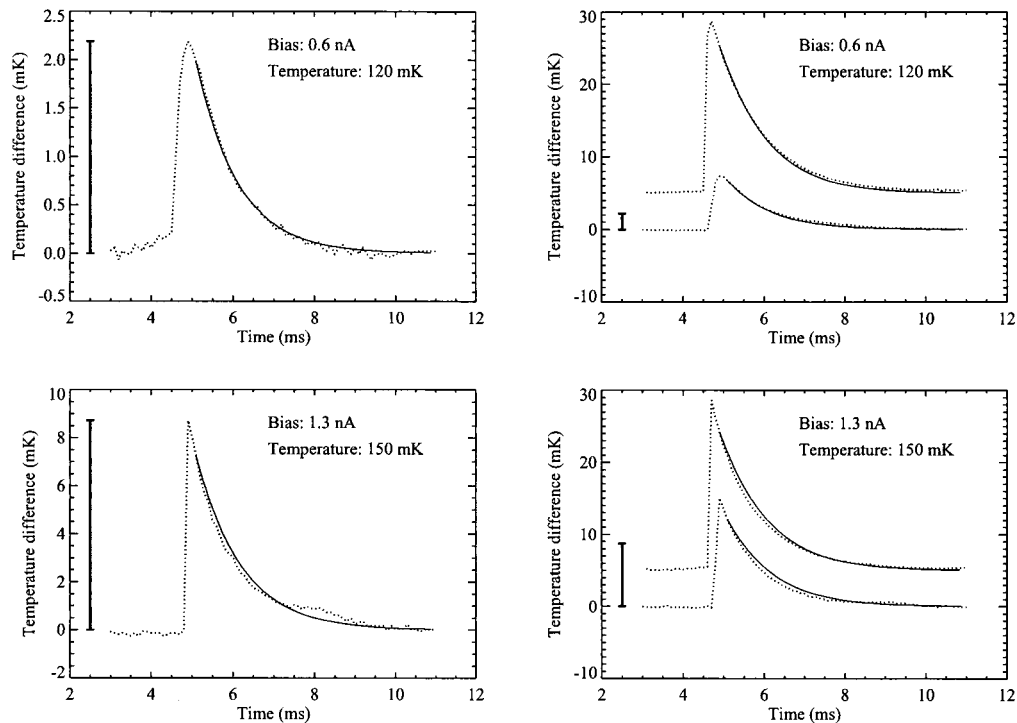 2.5
2.0
1.5
1.0
0.5
0.0
-0.5
Temperature difference (mK)
Bias: 0.6 nA
Temperature: 120 mK
2 4 6 8 10 12
Time (ms)
30
20
10
0
-10
Temperature difference (mK)
Bias: 0.6 nA
Temperature: 120 mK
2 4 6 8 10 12
Time (ms)
10
8
6
4
2
0
-2
Temperature difference (mK)
Bias: 1.3 nA
Temperature: 150 mK
2 4 6 8 10 12
Time (ms)
30
20
10
0
-10
Temperature difference (mK)
Bias: 1.3 nA
Temperature: 150 mK
2 4 6 8 10 12
Time (ms)